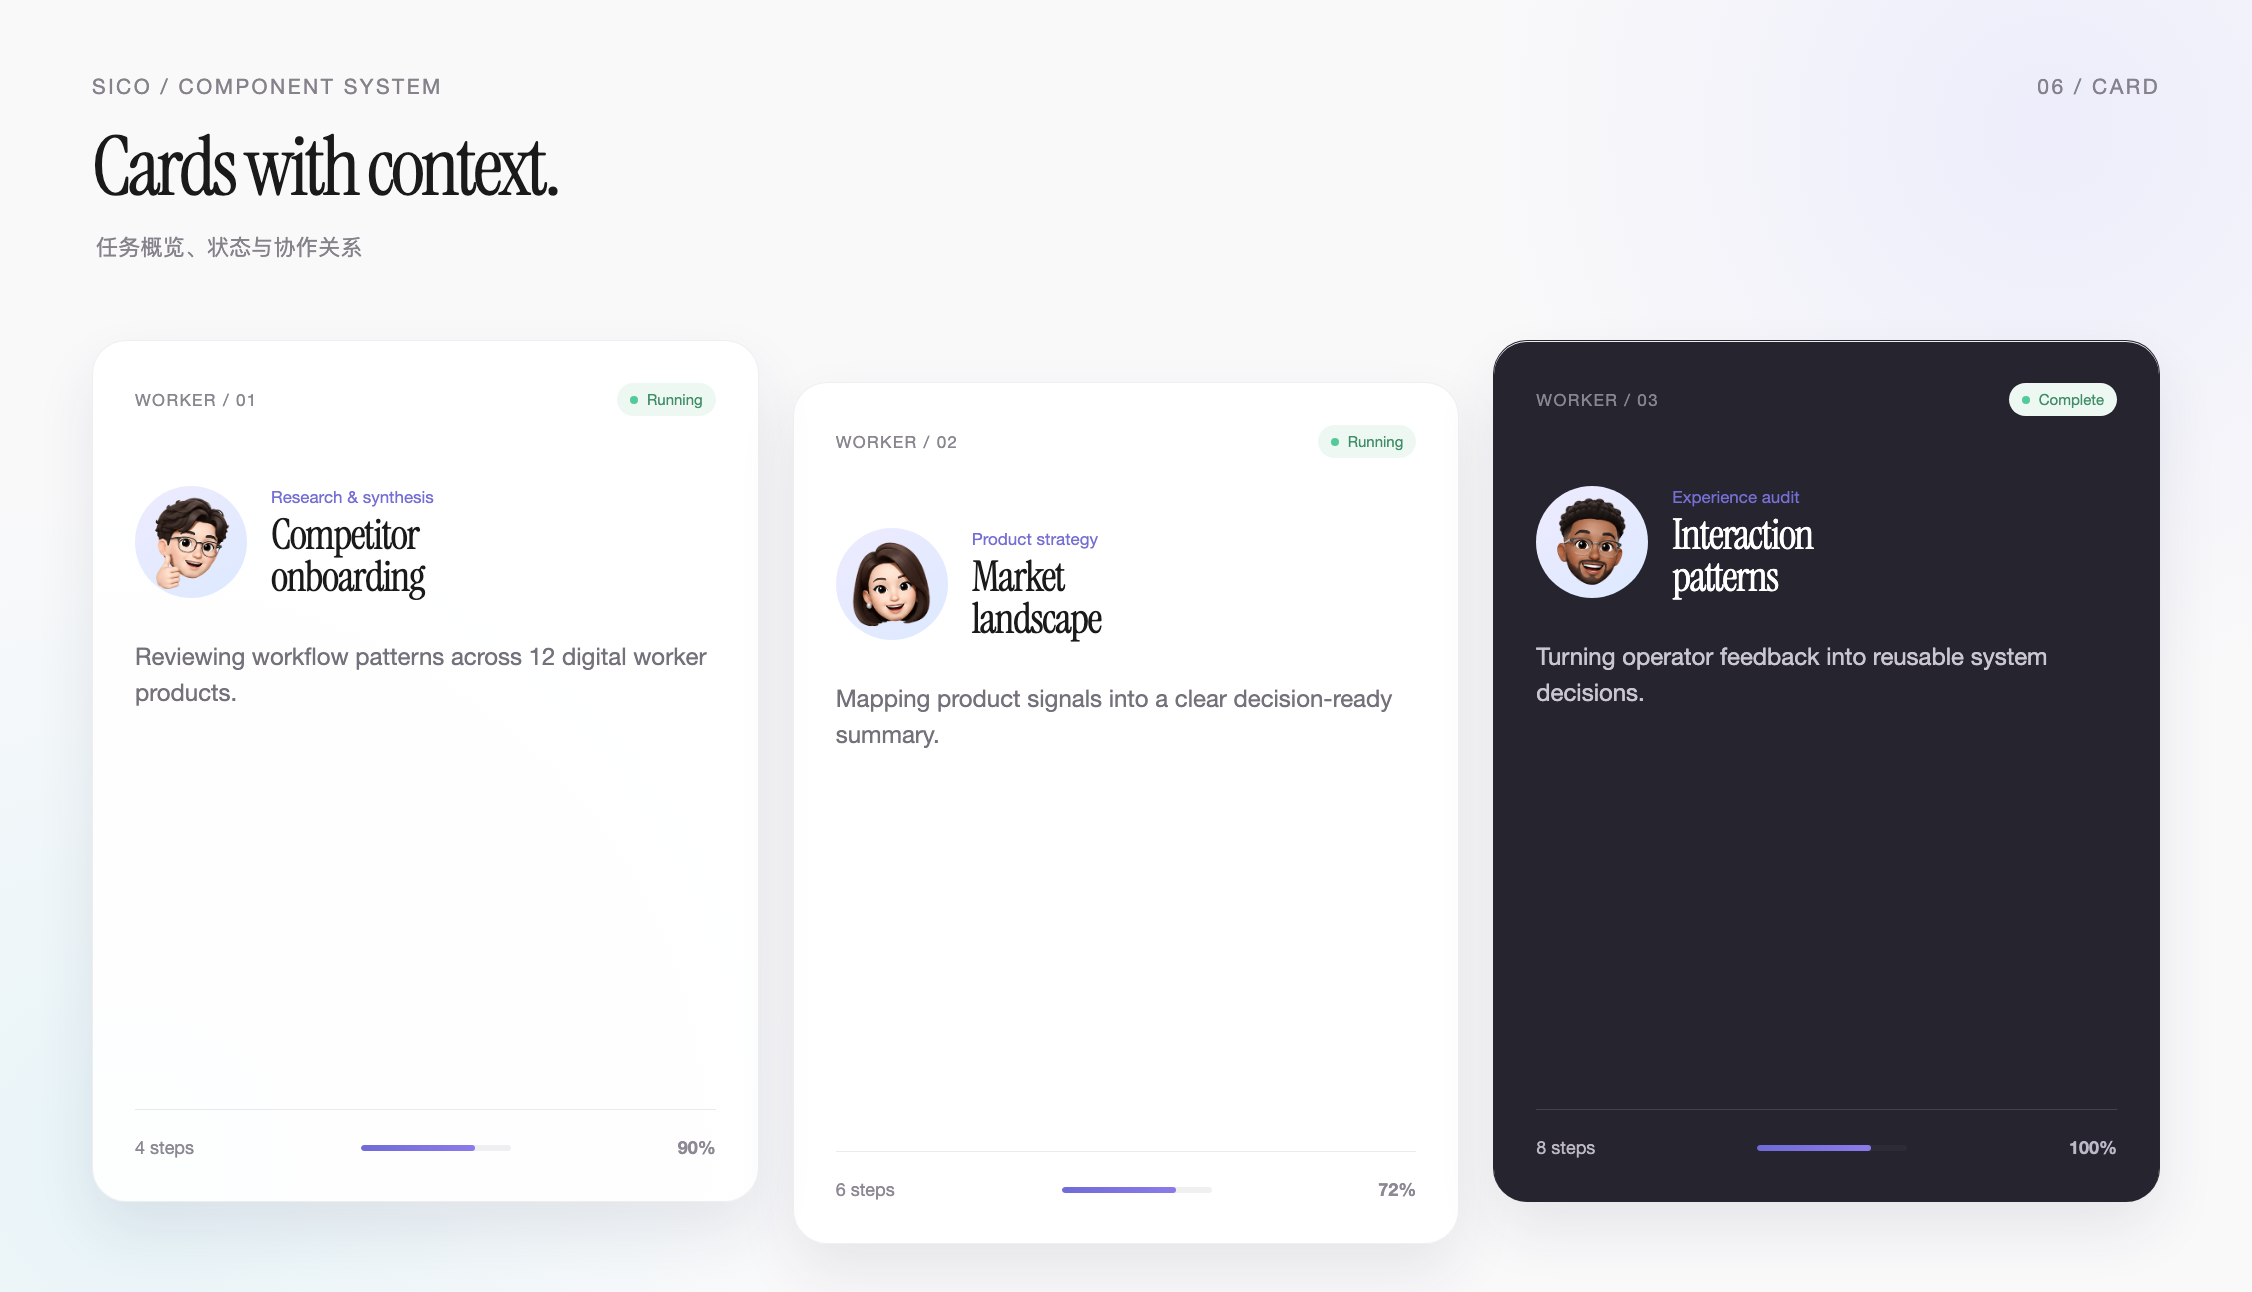 SICO / COMPONENT SYSTEM
06 / CARD
Cards with context.
任务概览、状态与协作关系
WORKER / 01
Running
Research & synthesis
Competitor
onboarding
Reviewing workflow patterns across 12 digital worker
products.
4 steps
90%
WORKER / 02
Running
Product strategy
Market
landscape
Mapping product signals into a clear decision-ready
summary.
6 steps
72%
WORKER / 03
Complete
Experience audit
Interaction
patterns
Turning operator feedback into reusable system
decisions.
8 steps
100%